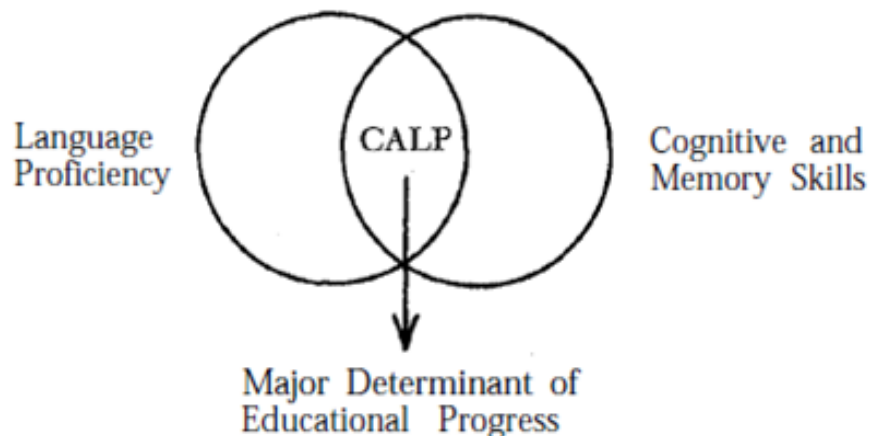 Language
Proficiency
CALP
Cognitive and
Memory Skills
Major Determinant of
Educational Progress